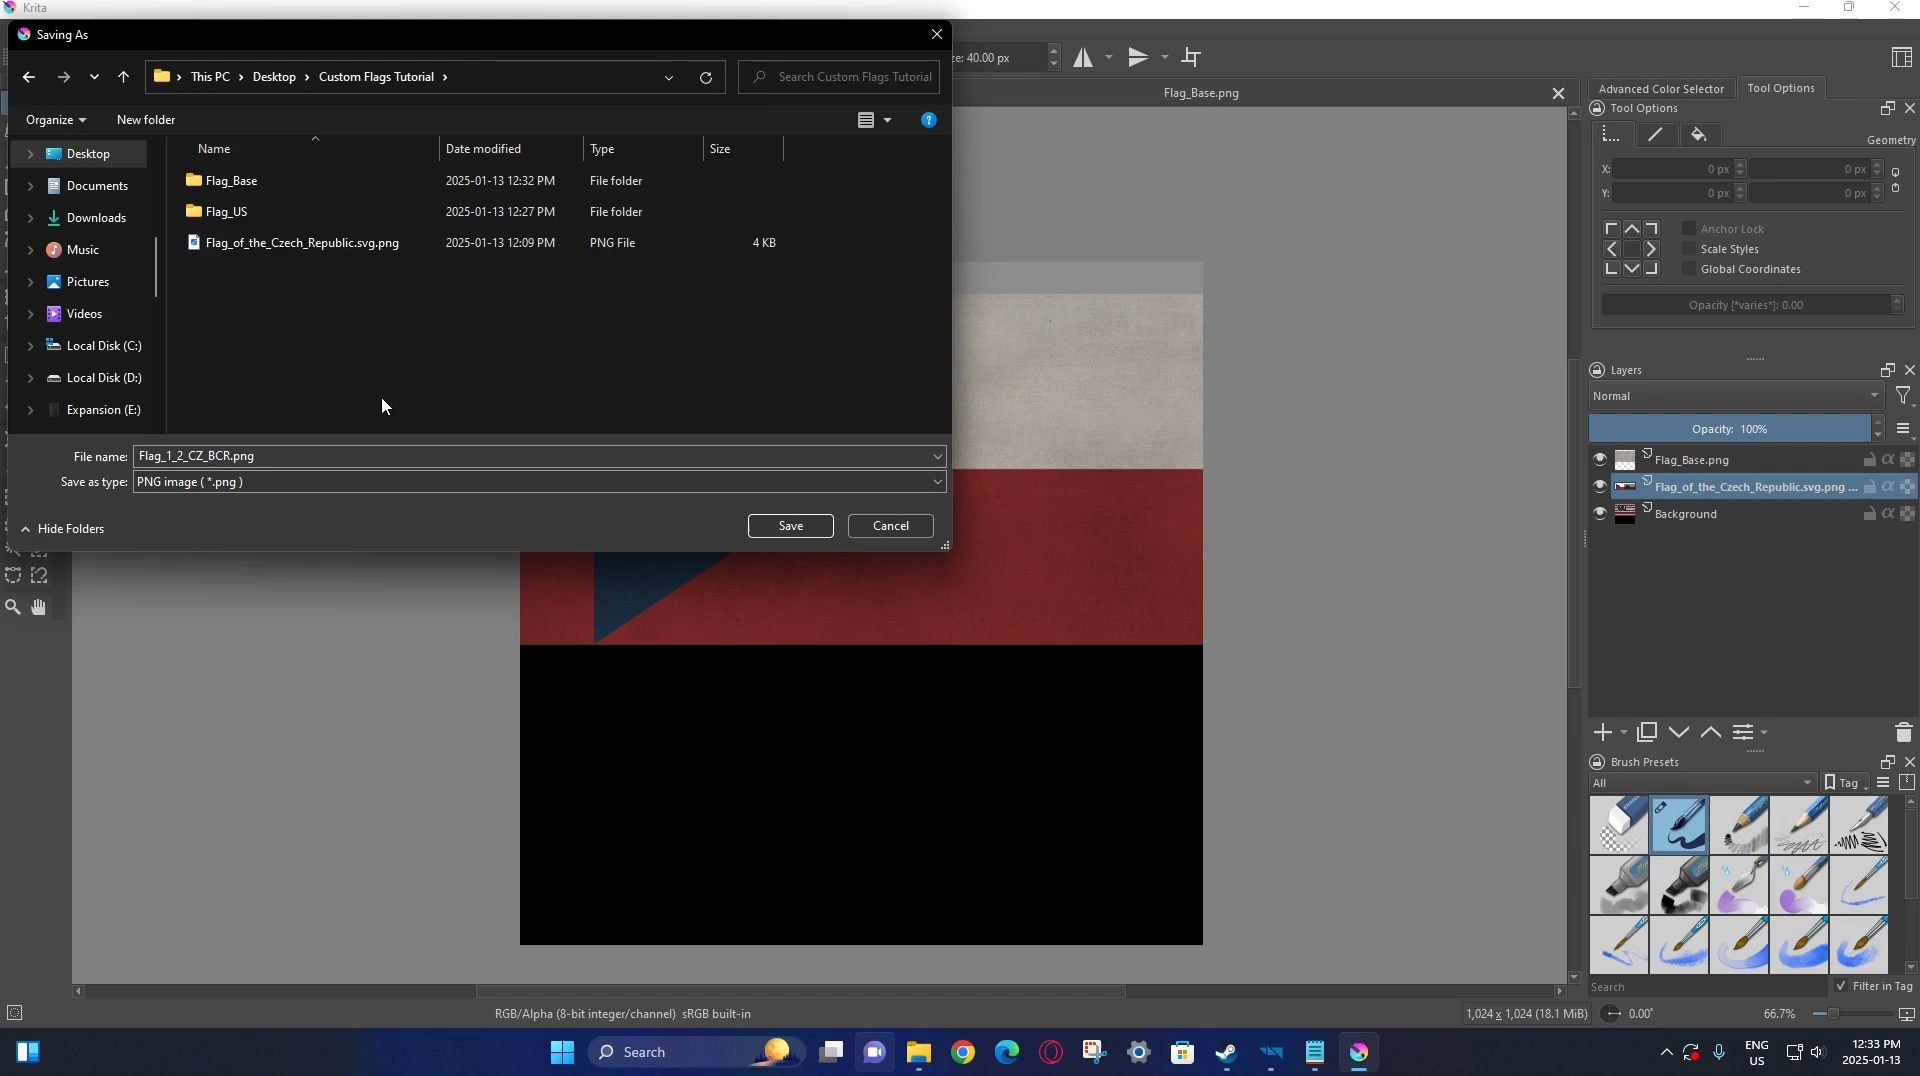 Krita
Saving As
This PC > Desktop > Custom Flags Tutorial >
Search Custom Flags Tutorial
Organize
New folder
Name
Date modified
Type
Size
Flag_Base
2025-01-13 12:32 PM
File folder
Flag_US
2025-01-13 12:27 PM
File folder
Flag_of_the_Czech_Republic.svg.png
2025-01-13 12:09 PM
PNG File
4 KB
Desktop
Documents
Downloads
Music
Pictures
Videos
Local Disk (C:)
Local Disk (D:)
Expansion (E:)
File name: Flag_1_2_CZ_BCR.png
Save as type: PNG image ( *.png )
Hide Folders
Save
Cancel
40.00 px
Flag_Base.png
Advanced Color Selector
Tool Options
Tool Options
Geometry
X: 0 px 0 px
Y: 0 px 0 px
Anchor Lock
Scale Styles
Global Coordinates
Opacity [*varies*]: 0.00
Layers
Normal
Opacity: 100%
Flag_Base.png
Flag_of_the_Czech_Republic.svg.png ...
Background
Brush Presets
All
Tag
Search
Filter in Tag
RGB/Alpha (8-bit integer/channel) sRGB built-in
1,024 x 1,024 (18.1 MiB)
0.00°
66.7%
Search
ENG
US
12:33 PM
2025-01-13